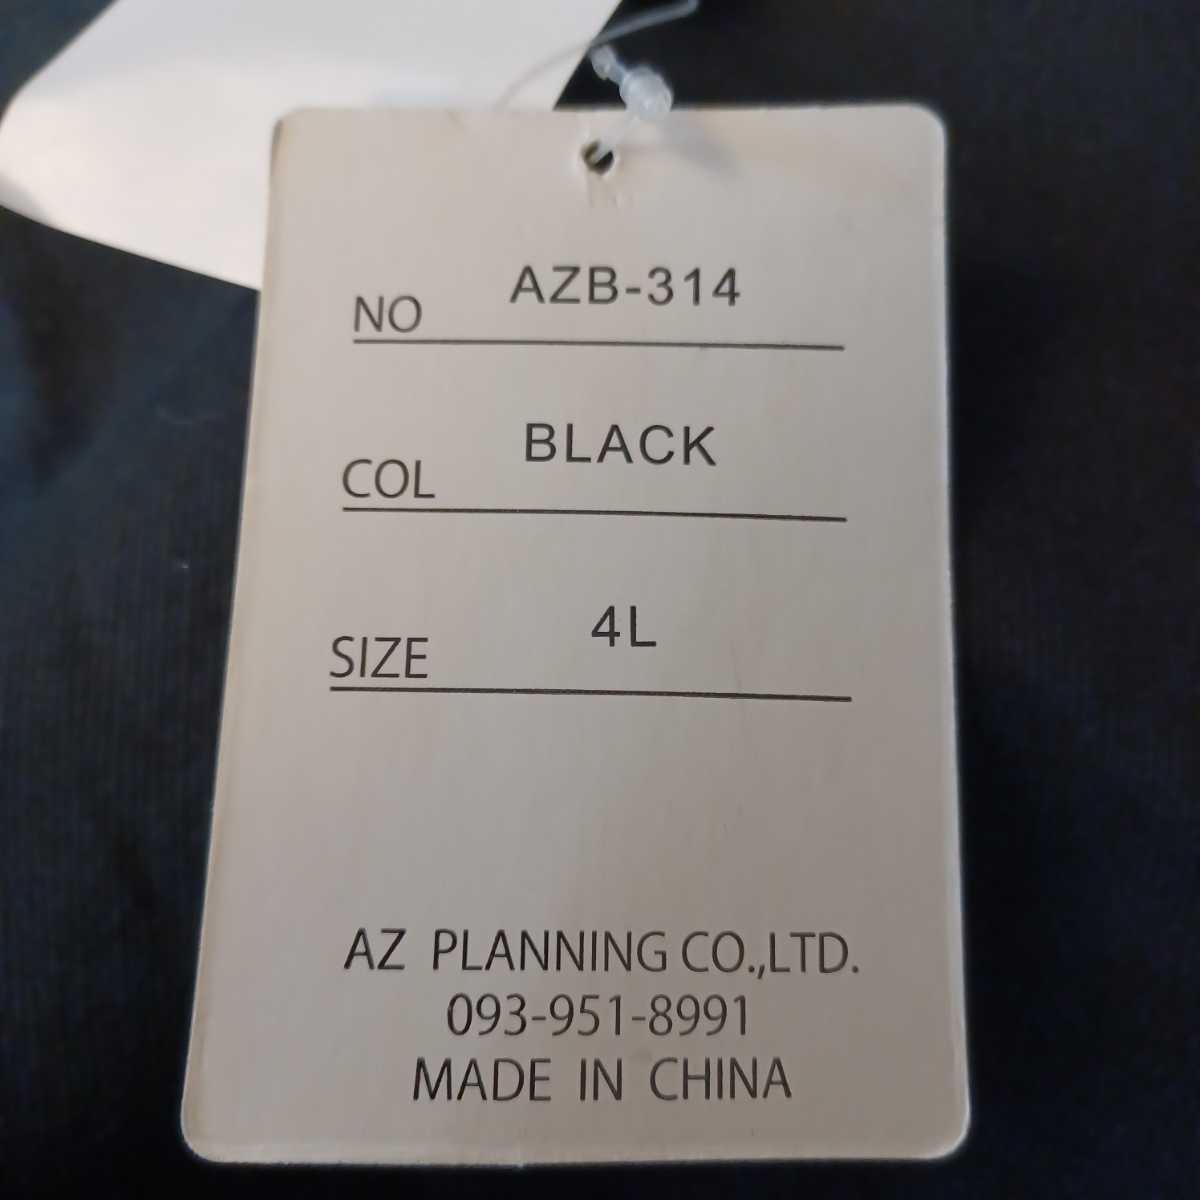 NO AZB-314
COL BLACK
SIZE 4L
AZ PLANNING CO.,LTD.
093-951-8991
MADE IN CHINA